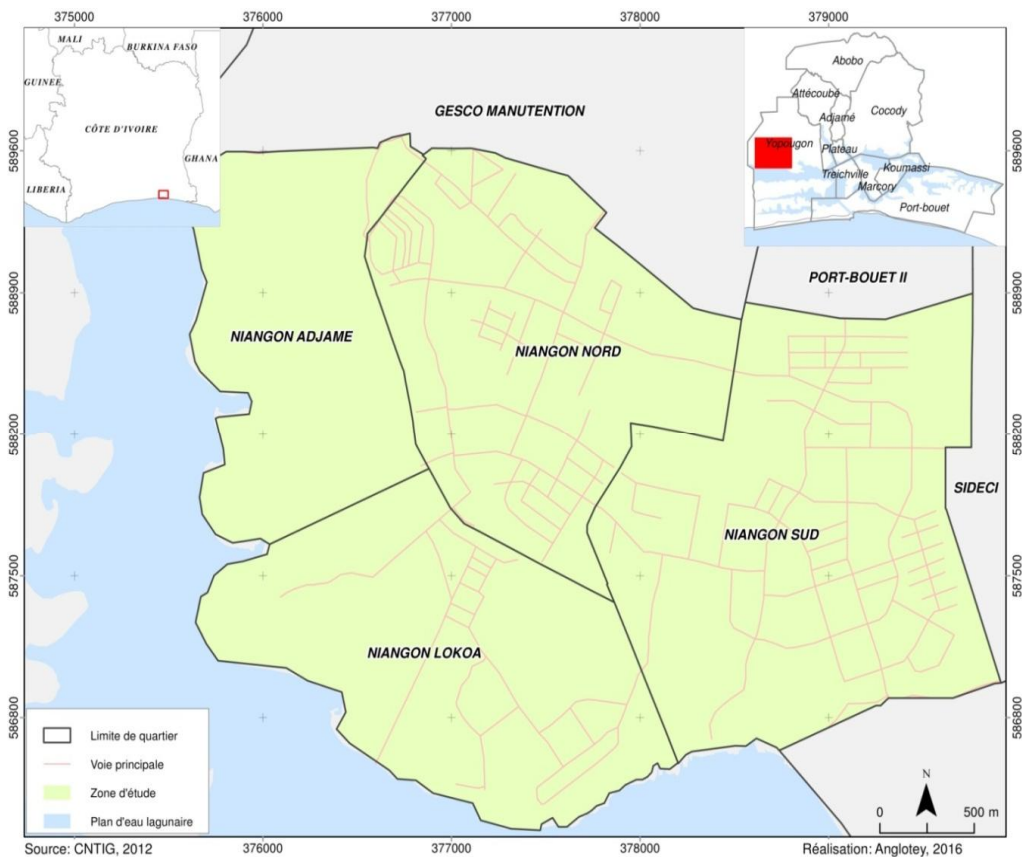 375000 376000 377000 378000 379000
MALI
BURKINA FASO
GUINEE
CÔTE D'IVOIRE
GHANA
LIBERIA
Abobo
Attécoubé
Adjamé
Cocody
Yopougon
Plateau
Koumassi
Treichville
Marcory
Port-bouet
GESCO MANUTENTION
589600 589600
PORT-BOUET II
588900 588900
NIANGON ADJAME
NIANGON NORD
588200 588200
SIDECI
NIANGON SUD
587500 587500
NIANGON LOKOA
586800 586800
Limite de quartier
Voie principale
Zone d'étude
Plan d'eau lagunaire
N
0 500 m
Source: CNTIG, 2012
376000 377000 378000
Réalisation: Anglotey, 2016